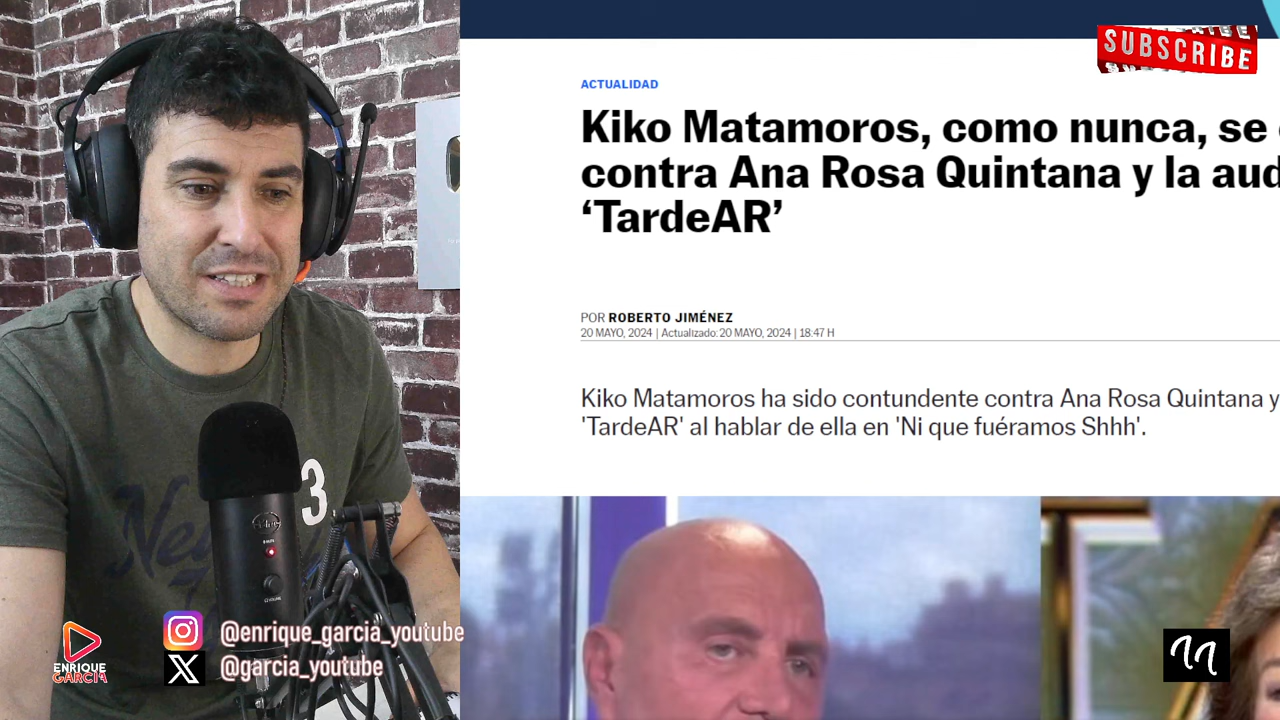 SUBSCRIBE
ACTUALIDAD
Kiko Matamoros, como nunca, se
contra Ana Rosa Quintana y la aud
‘TardeAR’
POR ROBERTO JIMÉNEZ
20 MAYO, 2024 | Actualizado: 20 MAYO, 2024 | 18:47 H
Kiko Matamoros ha sido contundente contra Ana Rosa Quintana y
'TardeAR' al hablar de ella en 'Ni que fuéramos Shhh'.
3.
@enrique_garcia_youtube
@garcia_youtube
ENRIQUE
GARCIA